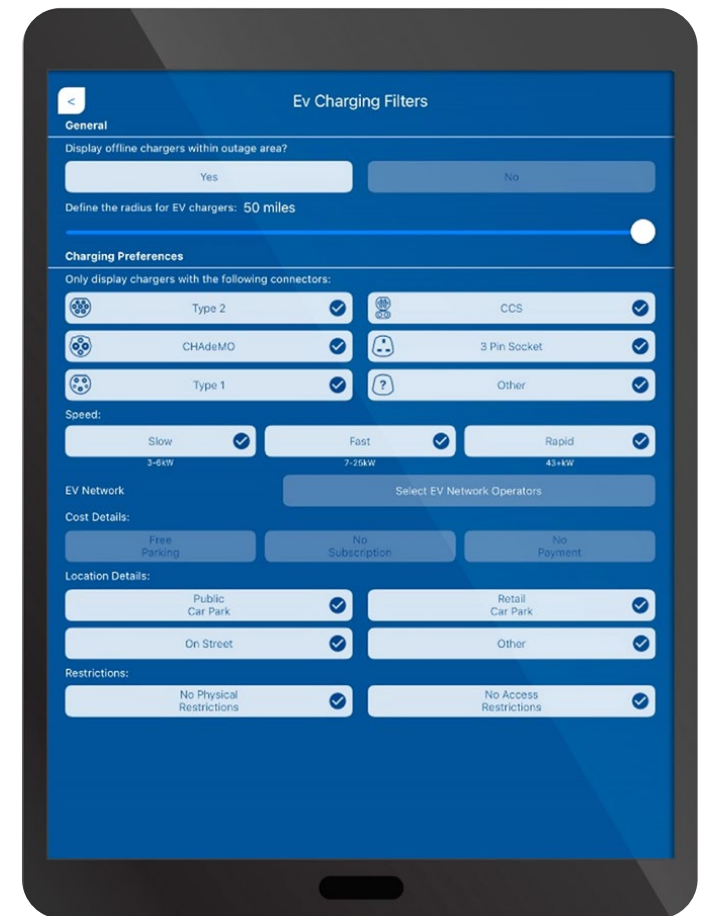 <
Ev Charging Filters
General
Display offline chargers within outage area?
Yes
No
Define the radius for EV chargers: 50 miles
Charging Preferences
Only display chargers with the following connectors:
Type 2
CCS
CHAdeMO
3 Pin Socket
Type 1
? Other
Speed:
Slow
Fast
Rapid
3-6kW
7-25kW
43+kW
EV Network
Select EV Network Operators
Cost Details:
Free
Parking
No
Subscription
No
Payment
Location Details:
Public
Car Park
Retail
Car Park
On Street
Other
Restrictions:
No Physical
Restrictions
No Access
Restrictions